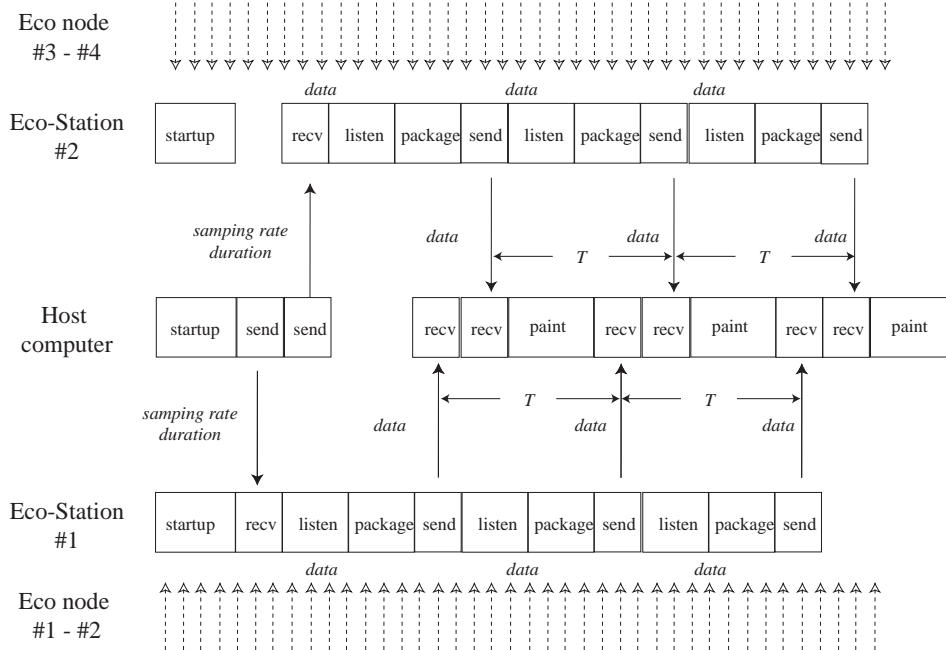 Eco node
#3 - #4
data data data
Eco-Station
#2
startup recv listen package send listen package send listen package send
samping rate
duration
data data data
T T
Host
computer
startup send send recv recv paint recv recv paint recv recv paint
samping rate
duration
T T
data data data
Eco-Station
#1
startup recv listen package send listen package send listen package send
data data data
Eco node
#1 - #2